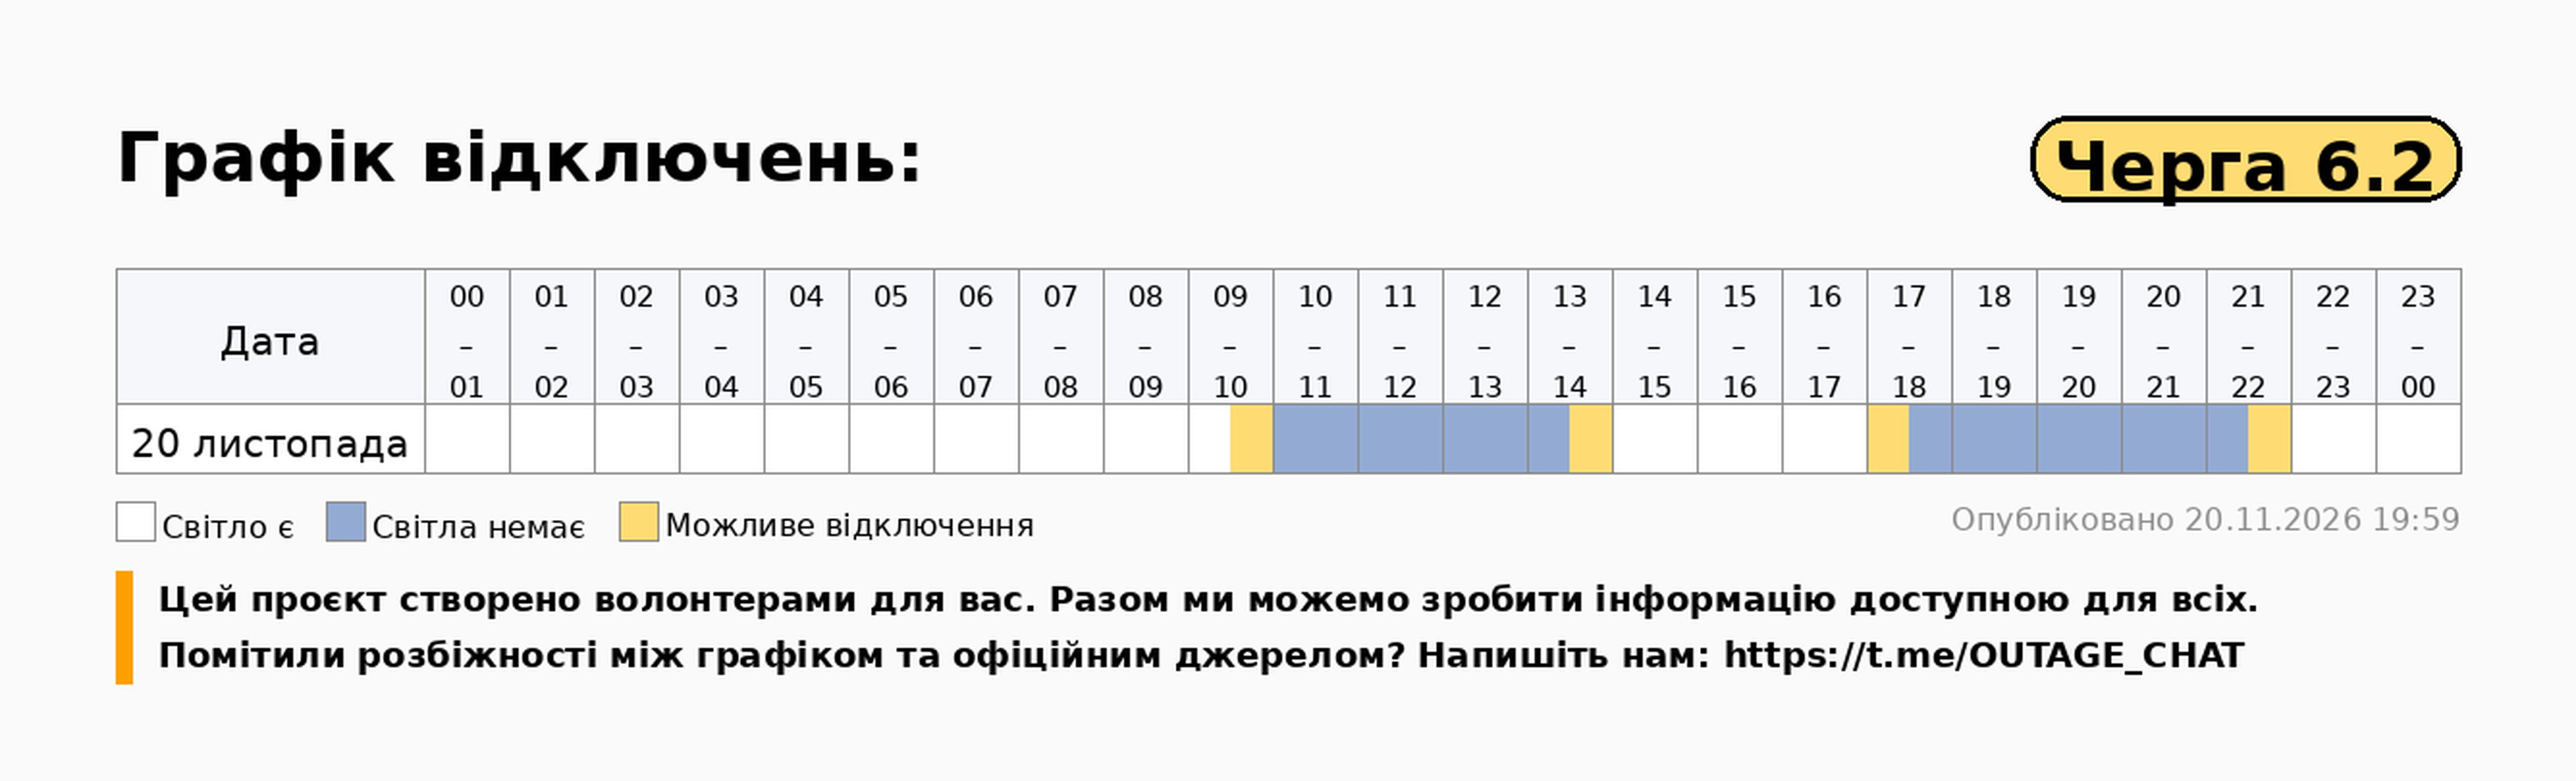 Графік відключень:
Черга 6.2
Дата
00 – 01
01 – 02
02 – 03
03 – 04
04 – 05
05 – 06
06 – 07
07 – 08
08 – 09
09 – 10
10 – 11
11 – 12
12 – 13
13 – 14
14 – 15
15 – 16
16 – 17
17 – 18
18 – 19
19 – 20
20 – 21
21 – 22
22 – 23
23 – 00
20 листопада
Світло є
Світла немає
Можливе відключення
Опубліковано 20.11.2026 19:59
Цей проєкт створено волонтерами для вас. Разом ми можемо зробити інформацію доступною для всіх.
Помітили розбіжності між графіком та офіційним джерелом? Напишіть нам: https://t.me/OUTAGE_CHAT